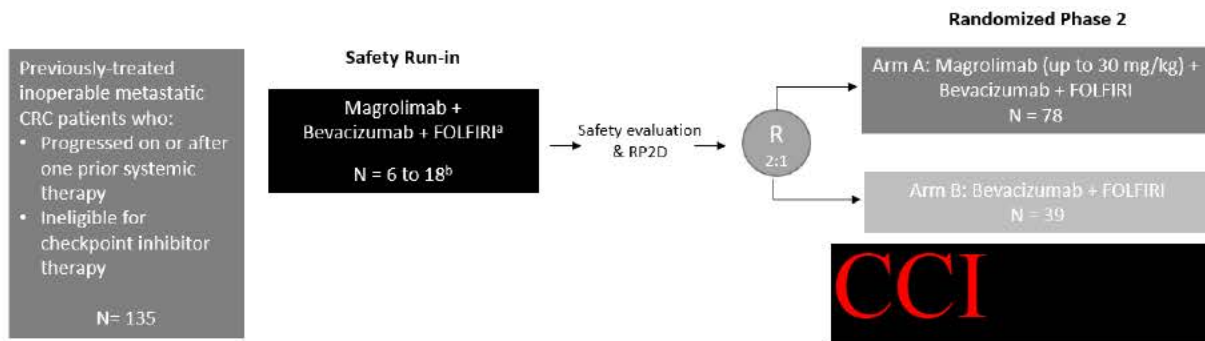 Previously-treated
inoperable metastatic
CRC patients who:
• Progressed on or after
one prior systemic
therapy
• Ineligible for
checkpoint inhibitor
therapy
N= 135
Safety Run-in
Magrolimab +
Bevacizumab + FOLFIRIᵃ
N = 6 to 18ᵇ
Safety evaluation
& RP2D
R
2:1
Randomized Phase 2
Arm A: Magrolimab (up to 30 mg/kg) +
Bevacizumab + FOLFIRI
N = 78
Arm B: Bevacizumab + FOLFIRI
N = 39
CCI